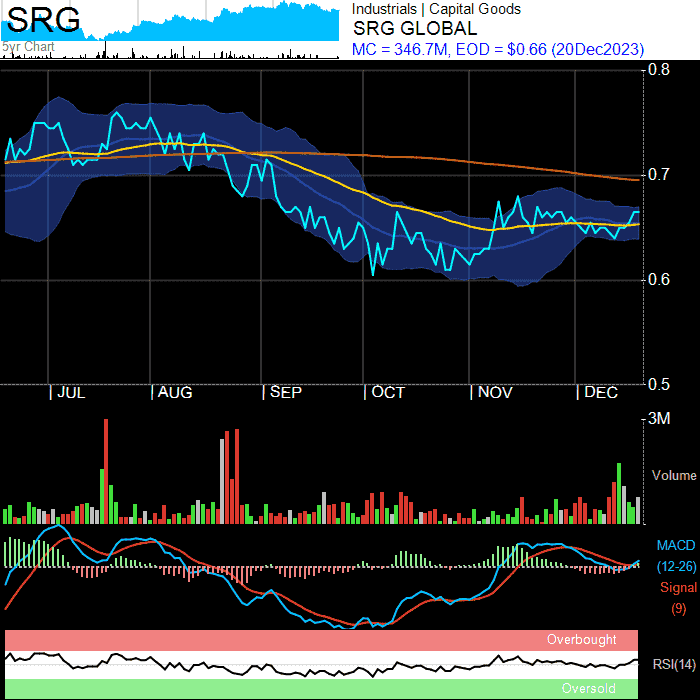 SRG
5yr Chart
Industrials | Capital Goods
SRG GLOBAL
MC = 346.7M, EOD = $0.66 (20Dec2023)
0.8
0.7
0.6
0.5
| JUL | AUG | SEP | OCT | NOV | DEC
3M
Volume
MACD
(12-26)
Signal
(9)
Overbought
RSI(14)
Oversold